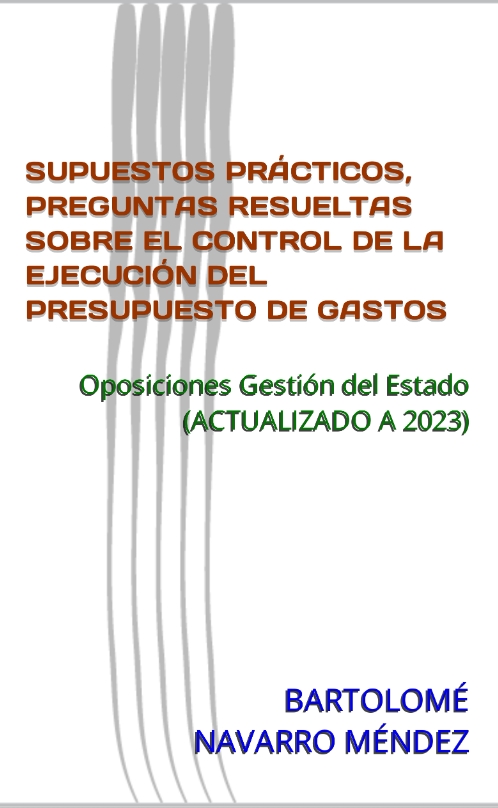 SUPUESTOS PRÁCTICOS,
PREGUNTAS RESUELTAS
SOBRE EL CONTROL DE LA
EJECUCIÓN DEL
PRESUPUESTO DE GASTOS
Oposiciones Gestión del Estado
(ACTUALIZADO A 2023)
BARTOLOMÉ
NAVARRO MÉNDEZ